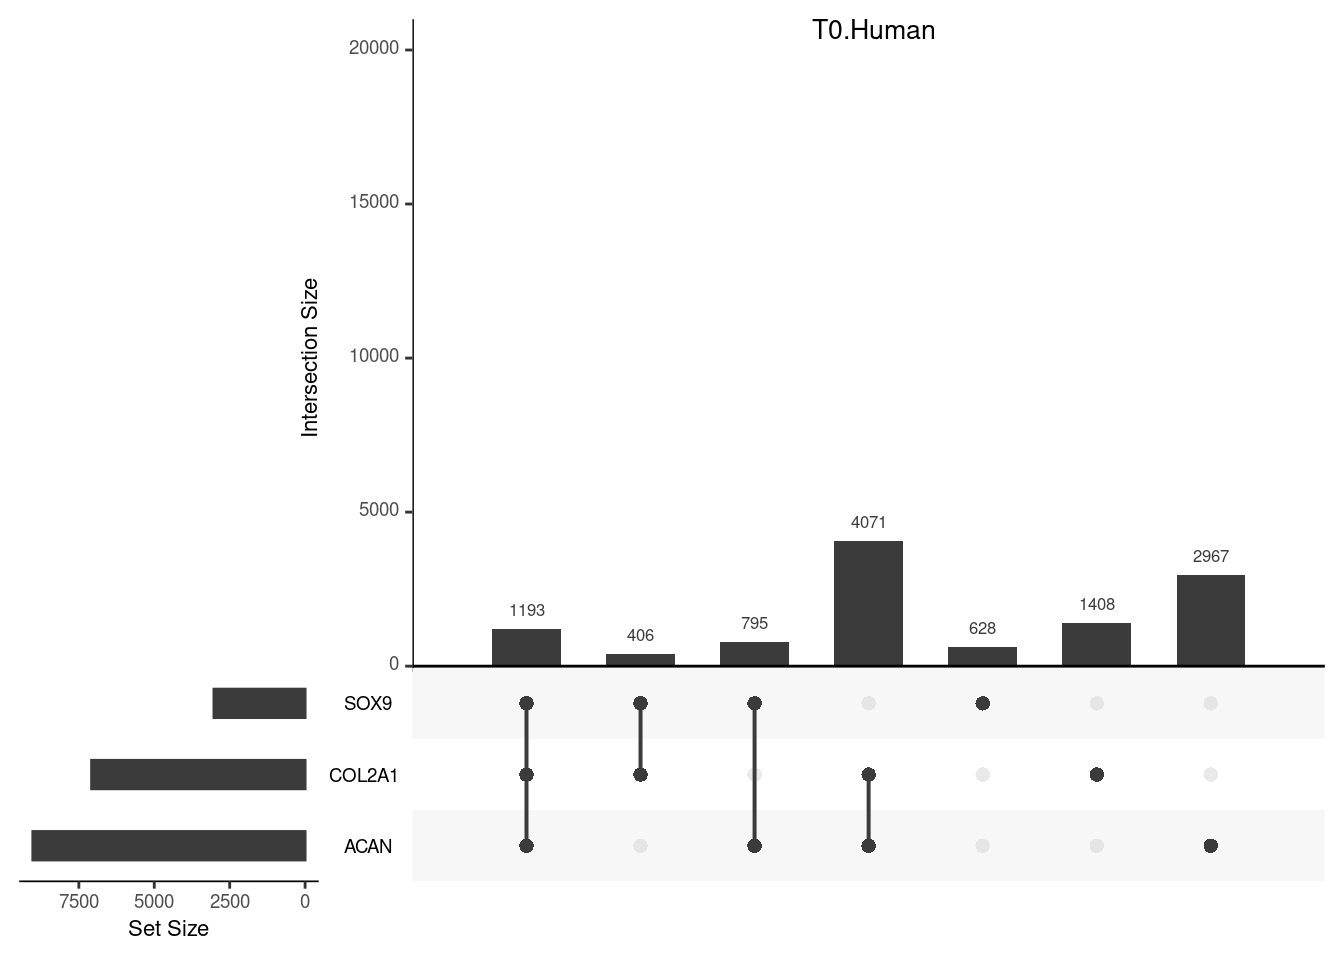 T0.Human
20000
15000
10000
5000
0
Intersection Size
1193
406
795
4071
628
1408
2967
SOX9
COL2A1
ACAN
7500 5000 2500 0
Set Size